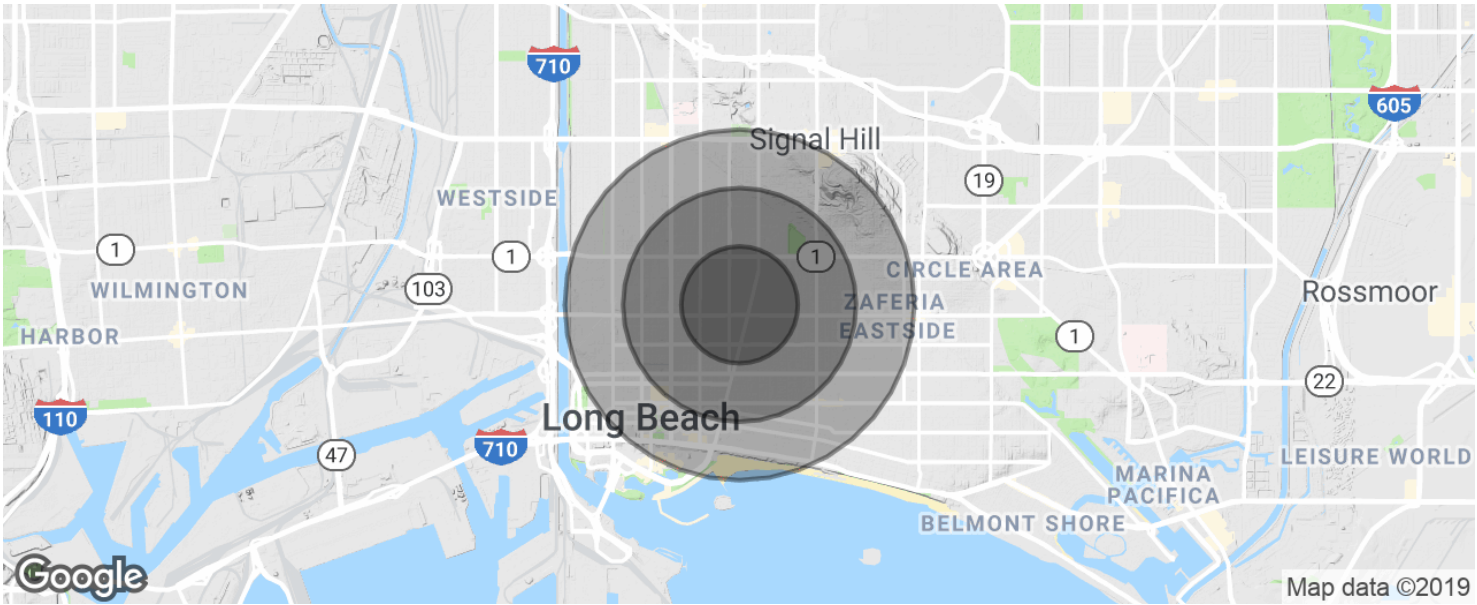 710
605
Signal Hill
19
WESTSIDE
1
1
1
CIRCLE AREA
103
WILMINGTON
ZAFERIA
Rossmoor
EASTSIDE
HARBOR
1
22
110
Long Beach
710
47
LEISURE WORLD
MARINA
PACIFICA
BELMONT SHORE
Google
Map data ©2019